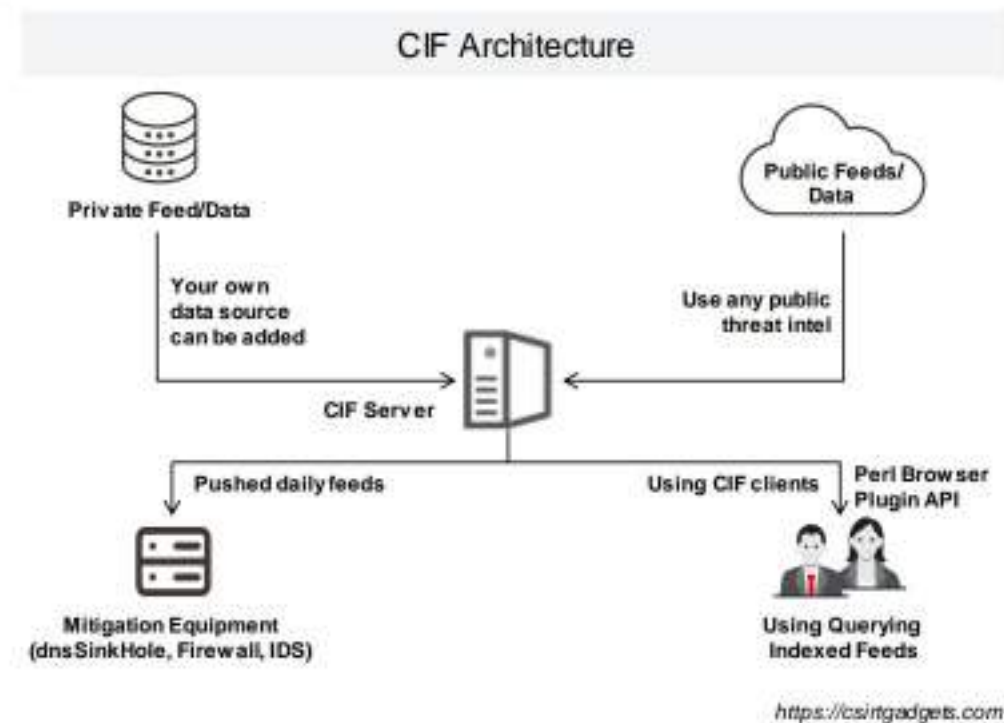 CIF Architecture
Private Feed/Data
Public Feeds/
Data
Your own
data source
can be added
Use any public
threat intel
CIF Server
Pushed daily feeds
Using CIF clients
Perl Browser
Plugin API
Mitigation Equipment
(dnsSinkHole, Firewall, IDS)
Using Querying
Indexed Feeds
https://csirtgadgets.com